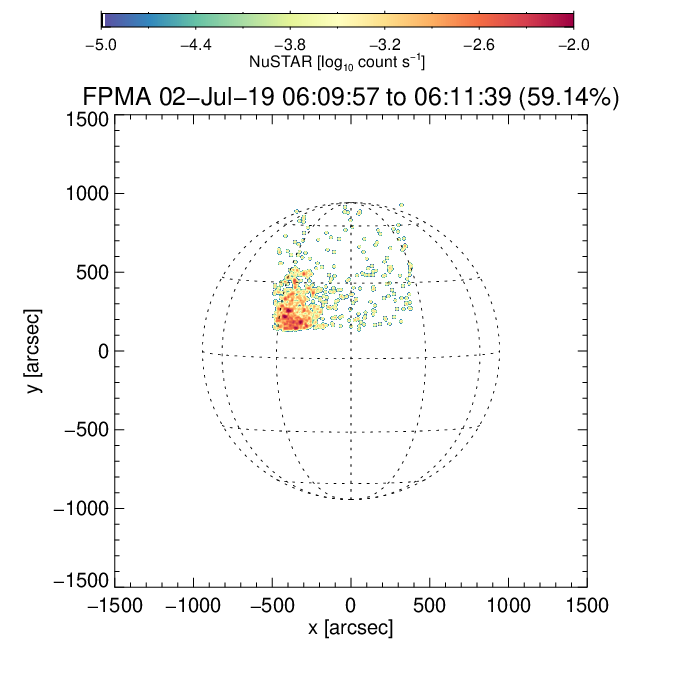 −5.0 −4.4 −3.8 −3.2 −2.6 −2.0
NuSTAR [log₁₀ count s⁻¹]
FPMA 02−Jul−19 06:09:57 to 06:11:39 (59.14%)
1500
1000
500
0
−500
−1000
−1500
y [arcsec]
−1500 −1000 −500 0 500 1000 1500
x [arcsec]